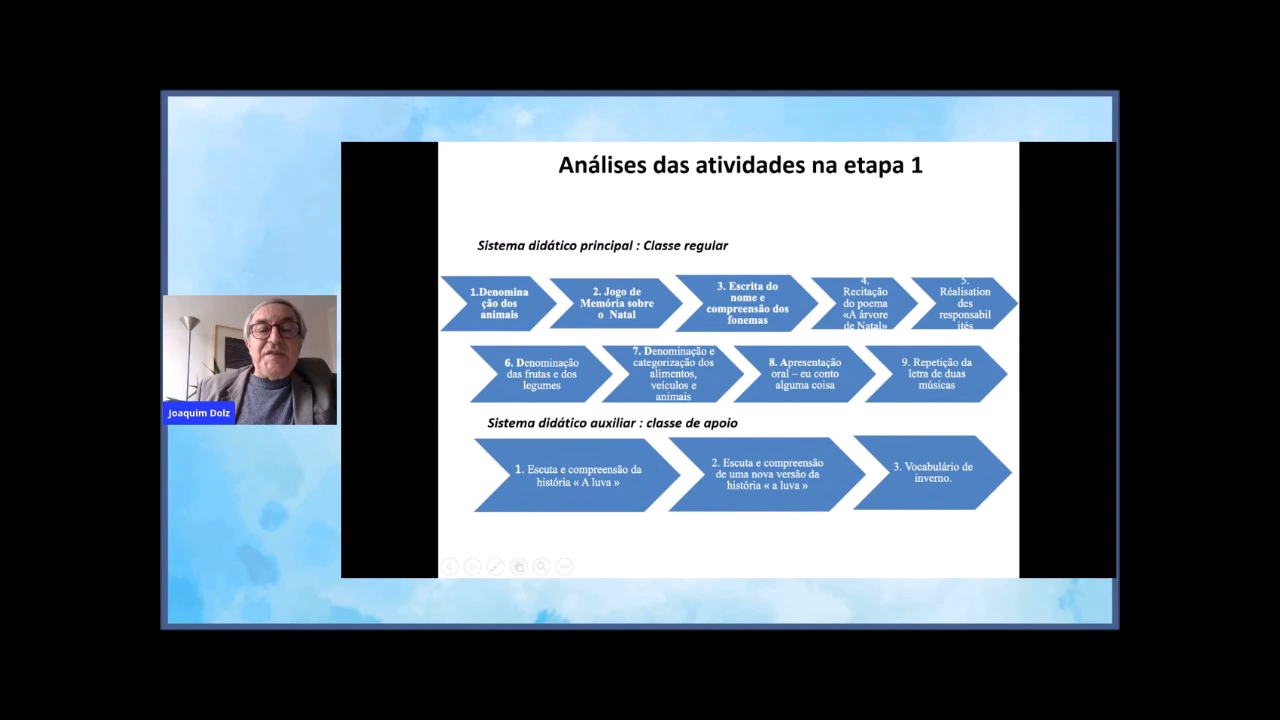 Análises das atividades na etapa 1
Sistema didático principal : Classe regular
1.Denomina
ção dos
animais
2. Jogo de
Memória sobre
o Natal
3. Escrita do
nome e
compreensão dos
fonemas
4.
Recitação
do poema
«A árvore
de Natal»
5.
Réalisation
des
responsabil
ités
6. Denominação
das frutas e dos
legumes
7. Denominação e
categorização dos
alimentos,
veículos e
animais
8. Apresentação
oral – eu conto
alguma coisa
9. Repetição da
letra de duas
músicas
Joaquim Dolz
Sistema didático auxiliar : classe de apoio
1. Escuta e compreensão da
história « A luva »
2. Escuta e compreensão
de uma nova versão da
história « a luva »
3. Vocabulário de
inverno.